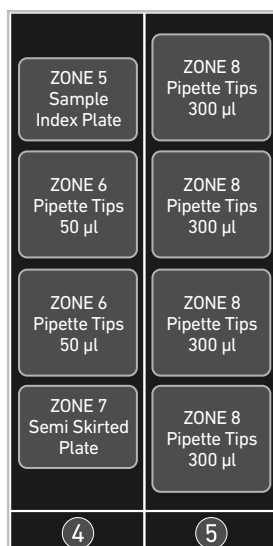 ZONE 5
Sample
Index Plate
ZONE 6
Pipette Tips
50 µl
ZONE 6
Pipette Tips
50 µl
ZONE 7
Semi Skirted
Plate
4
ZONE 8
Pipette Tips
300 µl
ZONE 8
Pipette Tips
300 µl
ZONE 8
Pipette Tips
300 µl
ZONE 8
Pipette Tips
300 µl
5